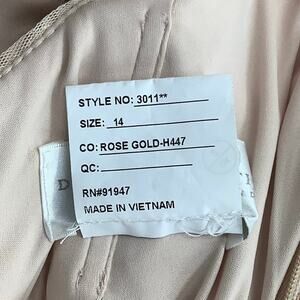 STYLE NO: 3011**
SIZE: 14
CO: ROSE GOLD-H447
QC:
RN#91947
MADE IN VIETNAM